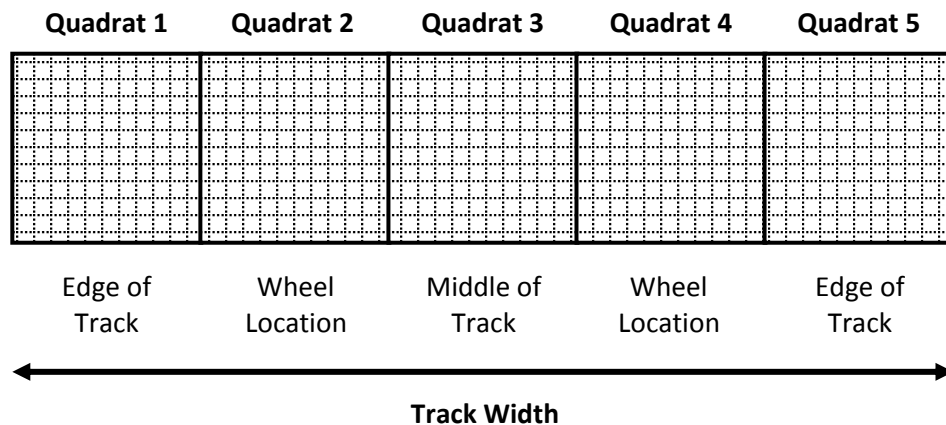 Quadrat 1 Quadrat 2 Quadrat 3 Quadrat 4 Quadrat 5
Edge of Wheel Middle of Wheel Edge of
Track Location Track Location Track
Track Width